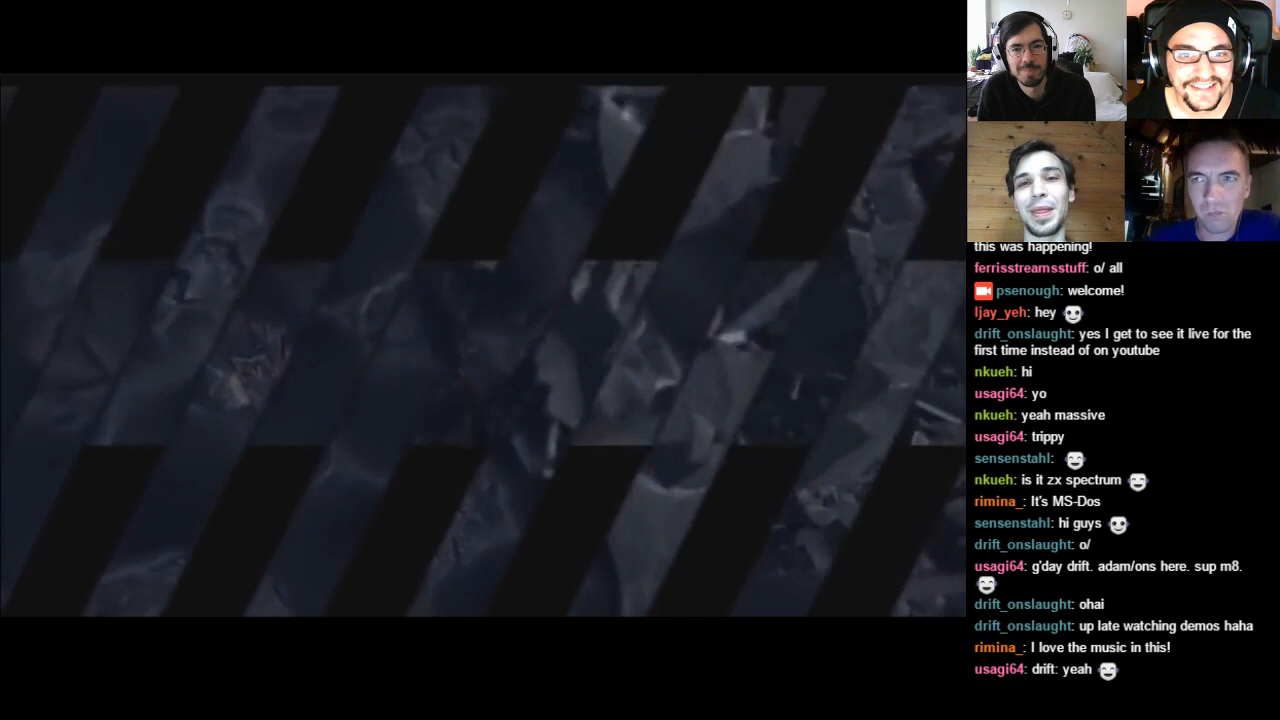 this was happening!
ferrisstreamsstuff: o/ all
psenough: welcome!
ljay_yeh: hey
drift_onslaught: yes I get to see it live for the
first time instead of on youtube
nkueh: hi
usagi64: yo
nkueh: yeah massive
usagi64: trippy
sensenstahl:
nkueh: is it zx spectrum
rimina_: It's MS-Dos
sensenstahl: hi guys
drift_onslaught: o/
usagi64: g'day drift. adam/ons here. sup m8.
drift_onslaught: ohai
drift_onslaught: up late watching demos haha
rimina_: I love the music in this!
usagi64: drift: yeah